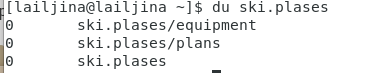 [lailjina@lailjina ~]$ du ski.plases
0 ski.plases/equipment
0 ski.plases/plans
0 ski.plases